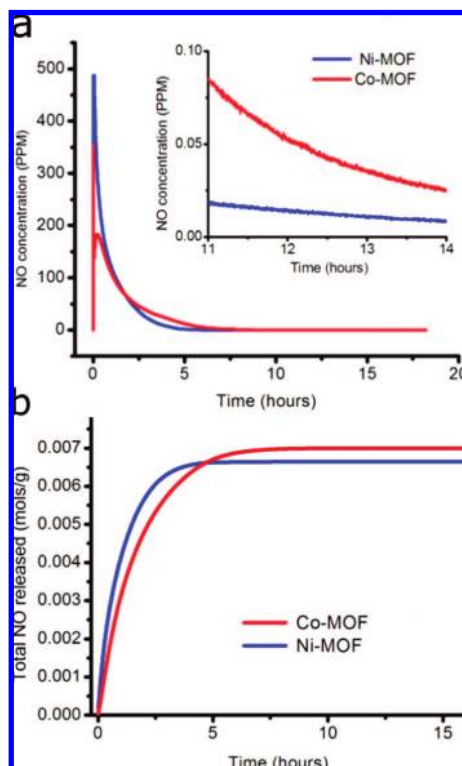 a
500
400
300
200
100
0
NO concentration (PPM)
0 5 10 15 20
Time (hours)
0.10
0.05
0.00
NO concentration (PPM)
11 12 13 14
Time (hours)
Ni-MOF
Co-MOF
b
0.007
0.006
0.005
0.004
0.003
0.002
0.001
0.000
Total NO released (mols/g)
Co-MOF
Ni-MOF
0 5 10 15
Time (hours)